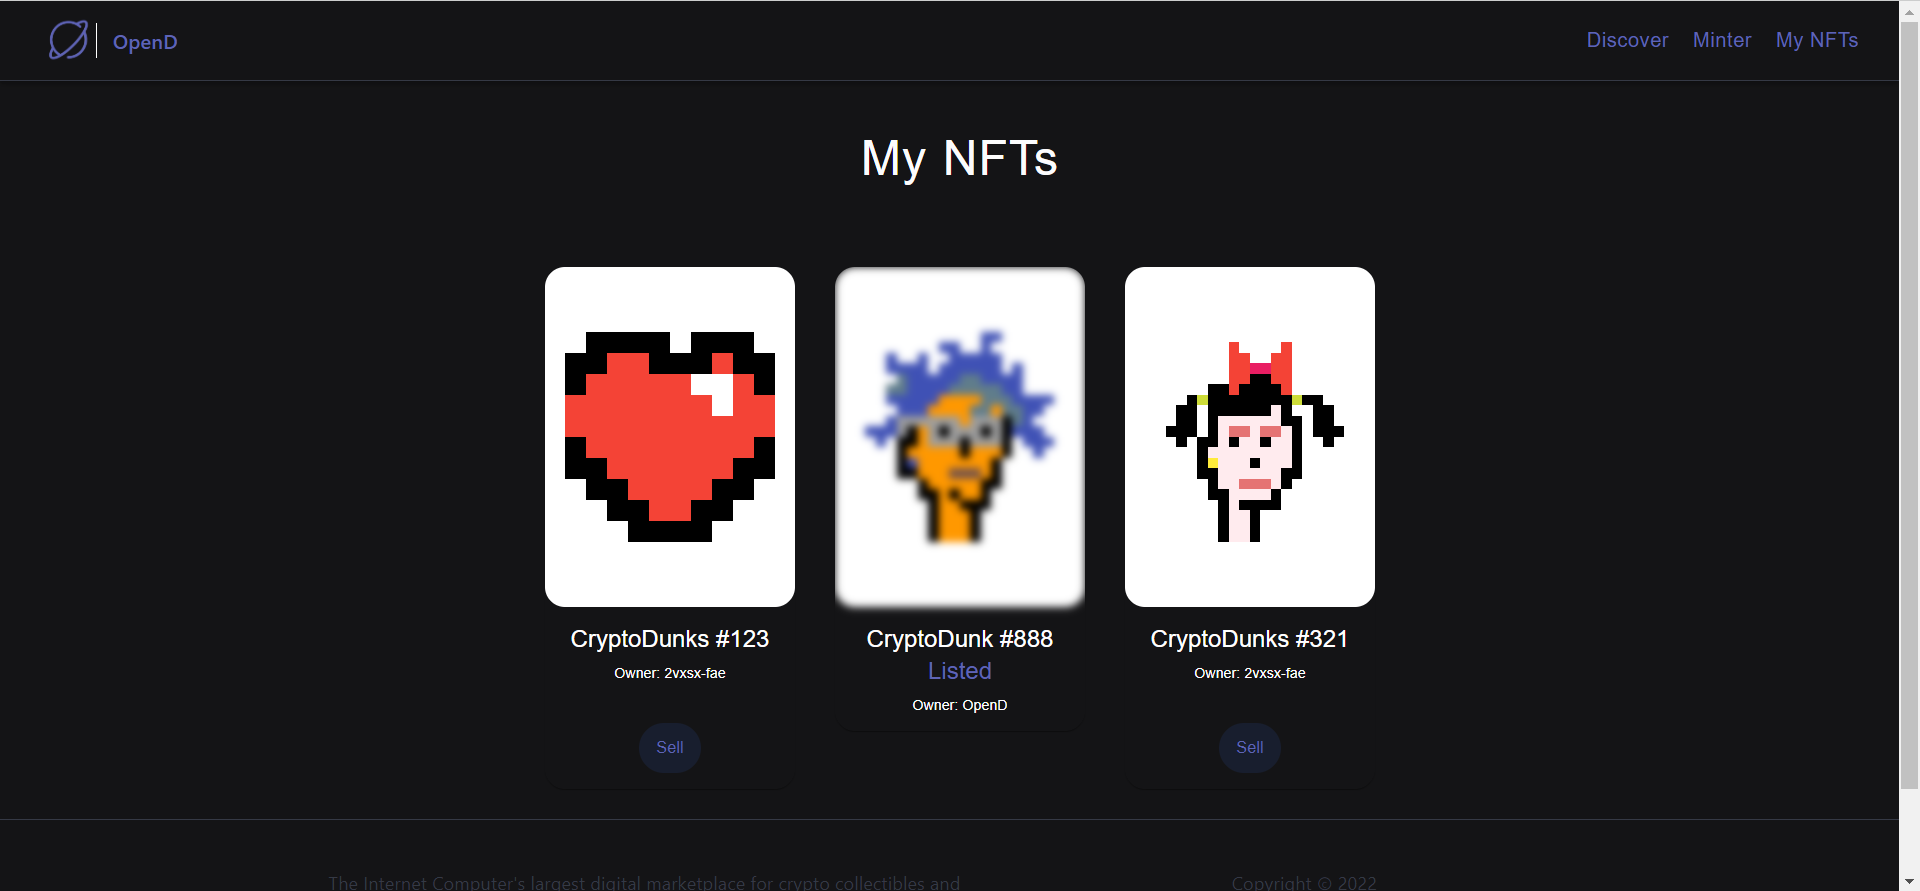 OpenD
Discover Minter My NFTs
My NFTs
CryptoDunks #123
Owner: 2vxsx-fae
Sell
CryptoDunk #888
Listed
Owner: OpenD
CryptoDunks #321
Owner: 2vxsx-fae
Sell
The Internet Computer's largest digital marketplace for crypto collectibles and
Copyright © 2022